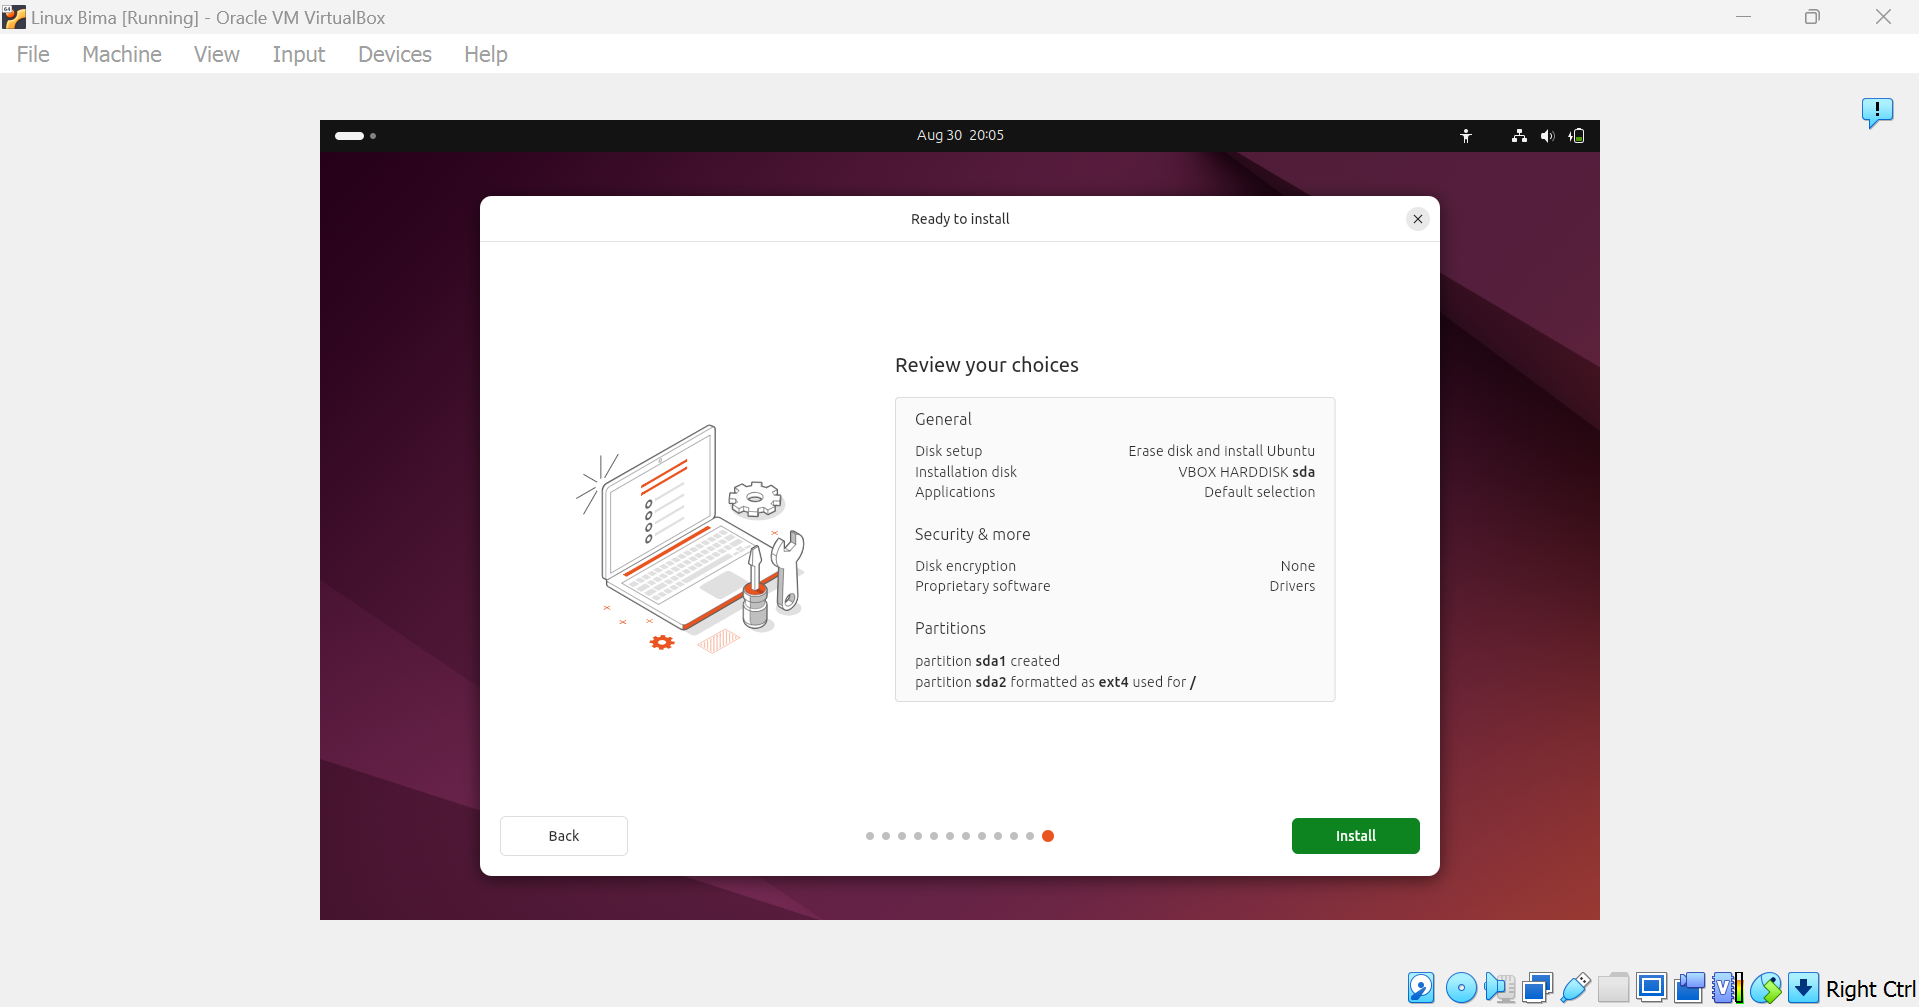 Linux Bima [Running] - Oracle VM VirtualBox
File Machine View Input Devices Help
Aug 30 20:05
Ready to install
Review your choices
General
Disk setup Erase disk and install Ubuntu
Installation disk VBOX HARDDISK sda
Applications Default selection
Security & more
Disk encryption None
Proprietary software Drivers
Partitions
partition sda1 created
partition sda2 formatted as ext4 used for /
Back
Install
Right Ctrl